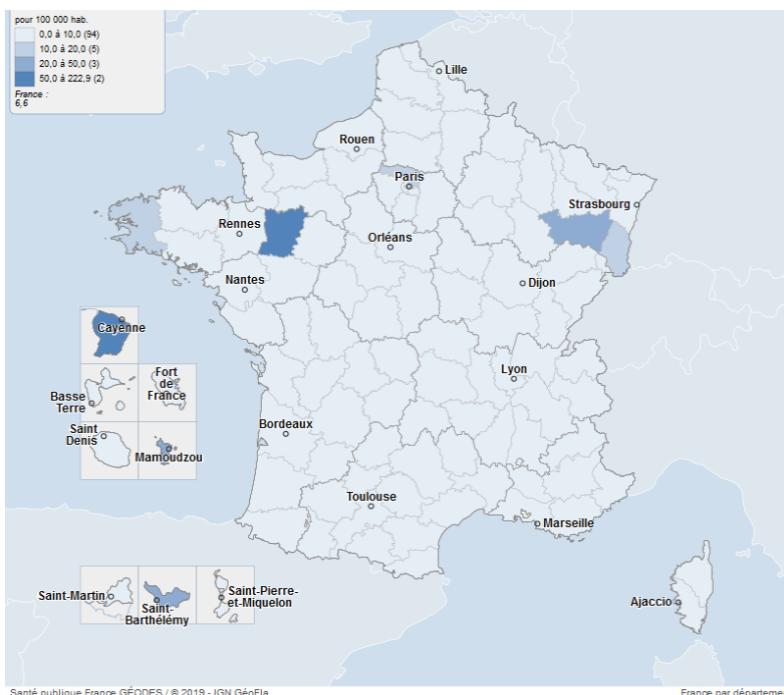 pour 100 000 hab.
0,0 à 10,0 (94)
10,0 à 20,0 (5)
20,0 à 50,0 (3)
50,0 à 222,9 (2)
France :
6,6
Lille
Rouen
Paris
Strasbourg
Rennes
Orléans
Nantes
Dijon
Cayenne
Lyon
Fort
de
France
Basse
Terre
Saint
Denis
Bordeaux
Mamoudzou
Toulouse
Marseille
Saint-Martin
Saint-
Barthélémy
Saint-Pierre-
et-Miquelon
Ajaccio
Santé publique France GÉODES / © 2019 - IGN GéoFla
France par départeme